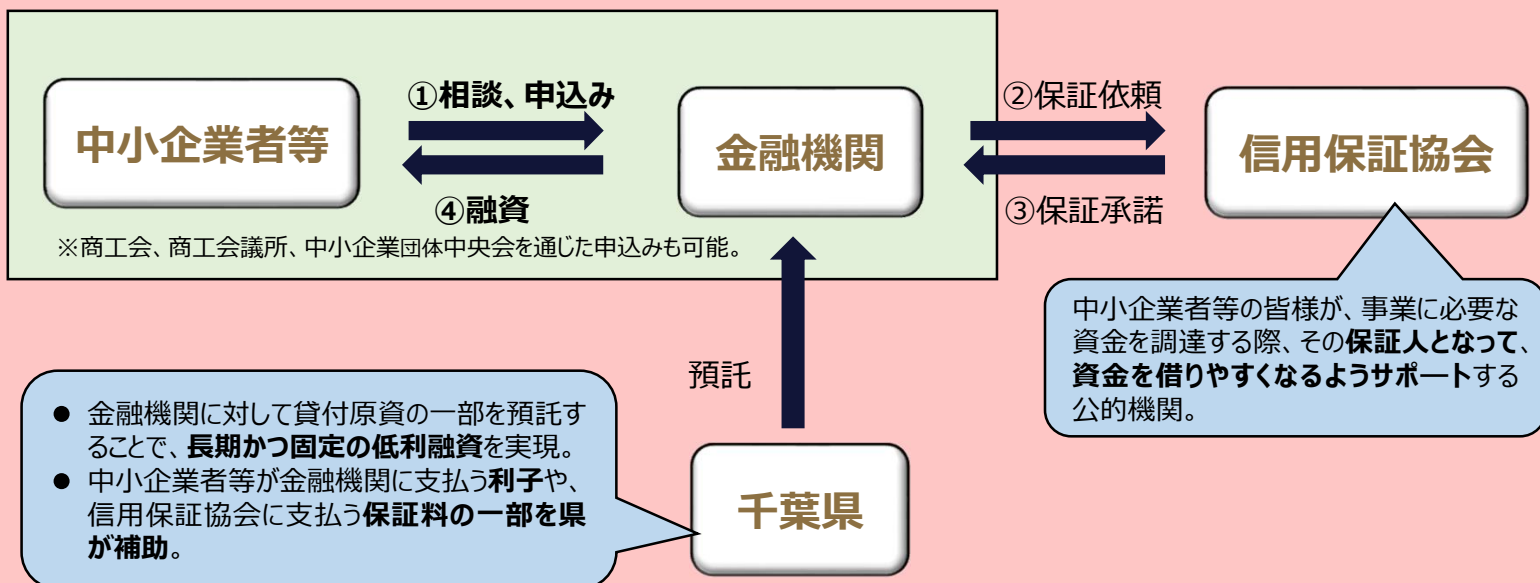 ①相談、申込み
②保証依頼
中小企業者等
金融機関
信用保証協会
④融資
③保証承諾
※商工会、商工会議所、中小企業団体中央会を通じた申込みも可能。
中小企業者等の皆様が、事業に必要な
資金を調達する際、その保証人となって、
資金を借りやすくなるようサポートする
公的機関。
預託
● 金融機関に対して貸付原資の一部を預託す
ることで、長期かつ固定の低利融資を実現。
● 中小企業者等が金融機関に支払う利子や、
信用保証協会に支払う保証料の一部を県
が補助。
千葉県